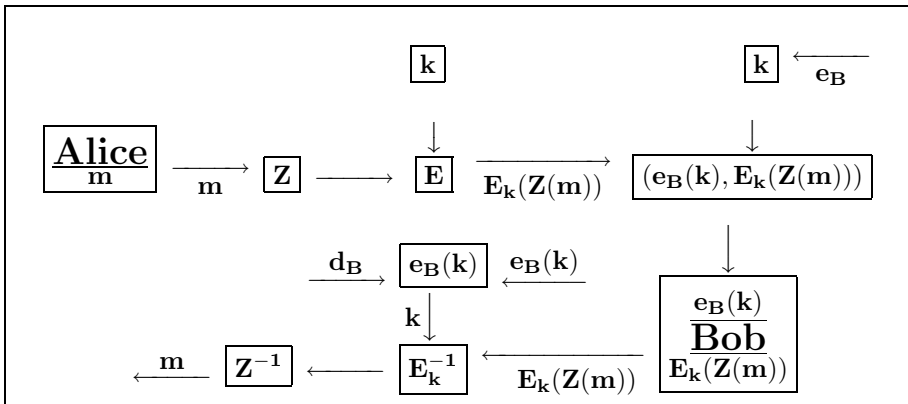 k k
e_B
Alice
m
m Z E E_k(Z(m)) (e_B(k), E_k(Z(m)))
d_B e_B(k) e_B(k)
k
e_B(k)
Bob
E_k(Z(m))
m Z^{-1} E_k^{-1} E_k(Z(m))